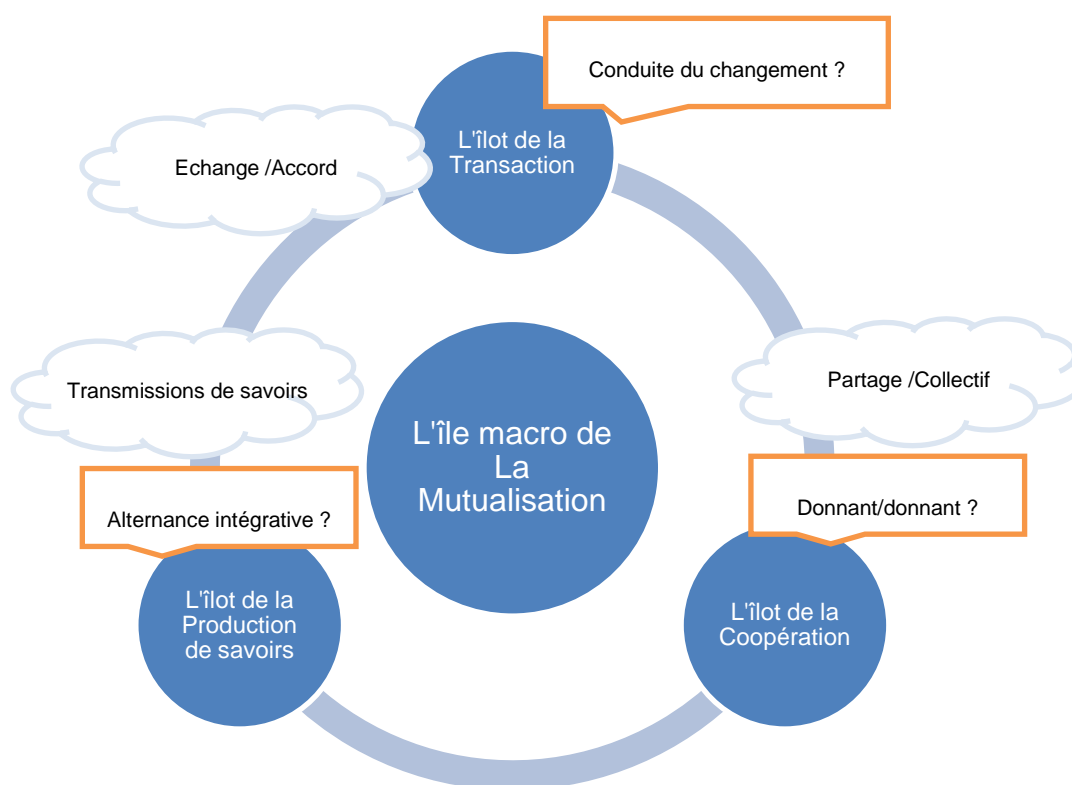 Conduite du changement ?
L'îlot de la
Transaction
Echange /Accord
Transmissions de savoirs
Partage /Collectif
L'île macro de
La
Mutualisation
Alternance intégrative ?
Donnant/donnant ?
L'îlot de la
Production
de savoirs
L'îlot de la
Coopération